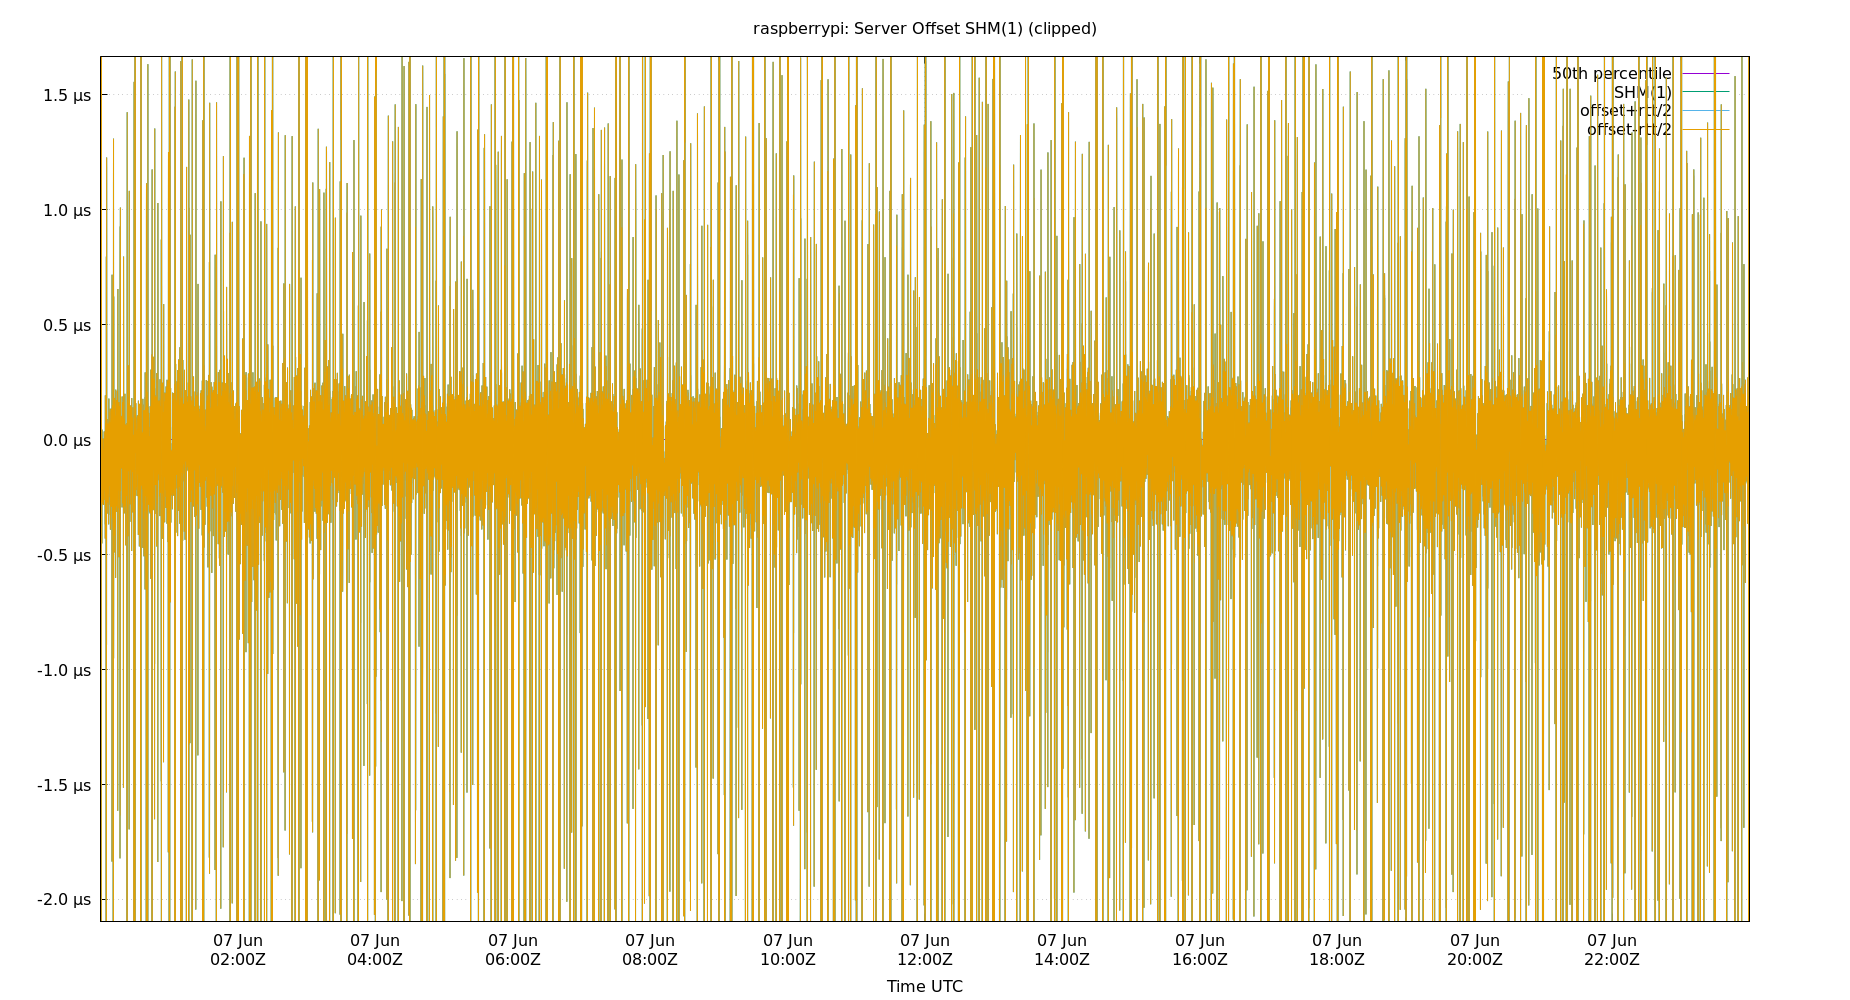 raspberrypi: Server Offset SHM(1) (clipped)
50th percentile
SHM(1)
offset+rtt/2
offset-rtt/2
1.5 µs
1.0 µs
0.5 µs
0.0 µs
-0.5 µs
-1.0 µs
-1.5 µs
-2.0 µs
07 Jun 07 Jun 07 Jun 07 Jun 07 Jun 07 Jun 07 Jun 07 Jun 07 Jun 07 Jun 07 Jun
02:00Z 04:00Z 06:00Z 08:00Z 10:00Z 12:00Z 14:00Z 16:00Z 18:00Z 20:00Z 22:00Z
Time UTC